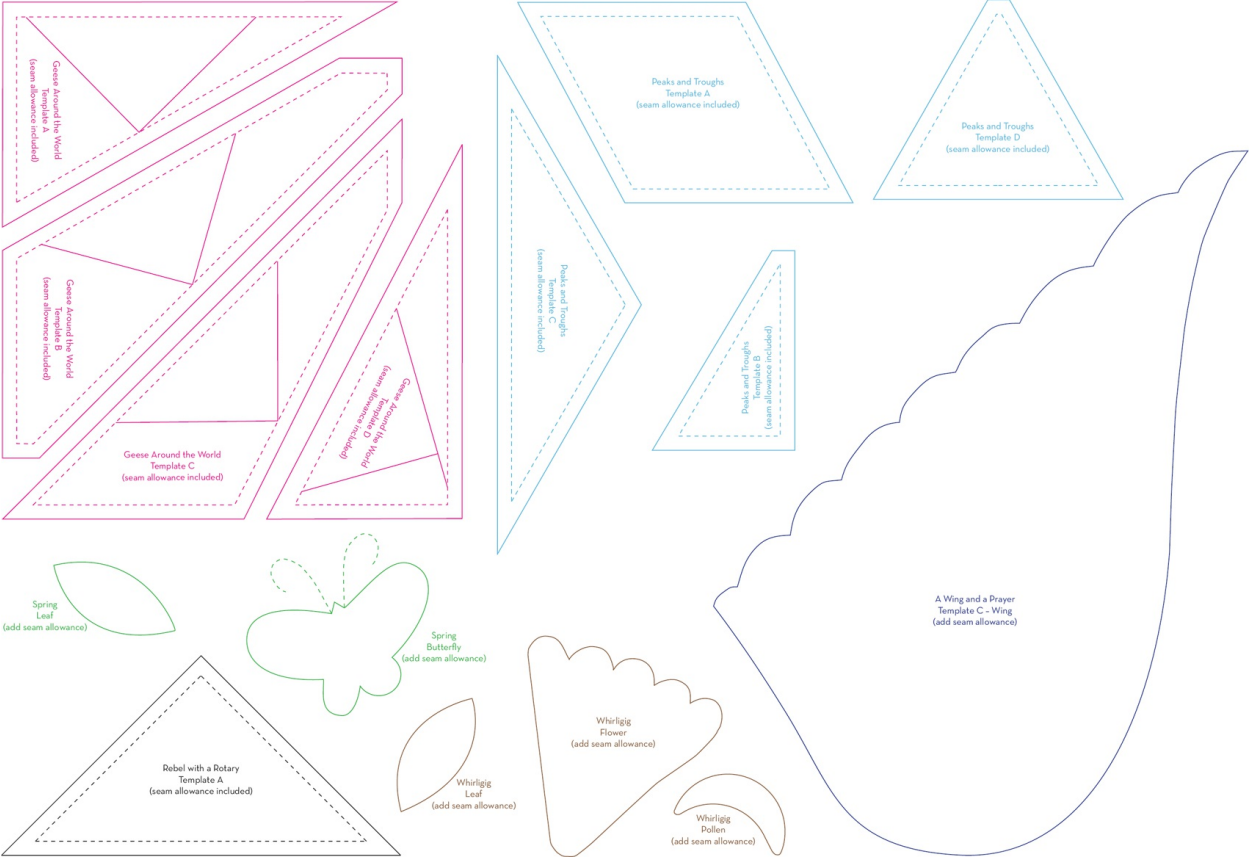 Geese Around the World
Template A
(seam allowance included)
Peaks and Troughs
Template A
(seam allowance included)
Peaks and Troughs
Template D
(seam allowance included)
Geese Around the World
Template B
(seam allowance included)
Peaks and Troughs
Template C
(seam allowance included)
Peaks and Troughs
Template B
(seam allowance included)
Geese Around the World
Template D
(seam allowance included)
Geese Around the World
Template C
(seam allowance included)
Spring
Leaf
(add seam allowance)
Spring
Butterfly
(add seam allowance)
A Wing and a Prayer
Template C – Wing
(add seam allowance)
Rebel with a Rotary
Template A
(seam allowance included)
Whirligig
Leaf
(add seam allowance)
Whirligig
Flower
(add seam allowance)
Whirligig
Pollen
(add seam allowance)